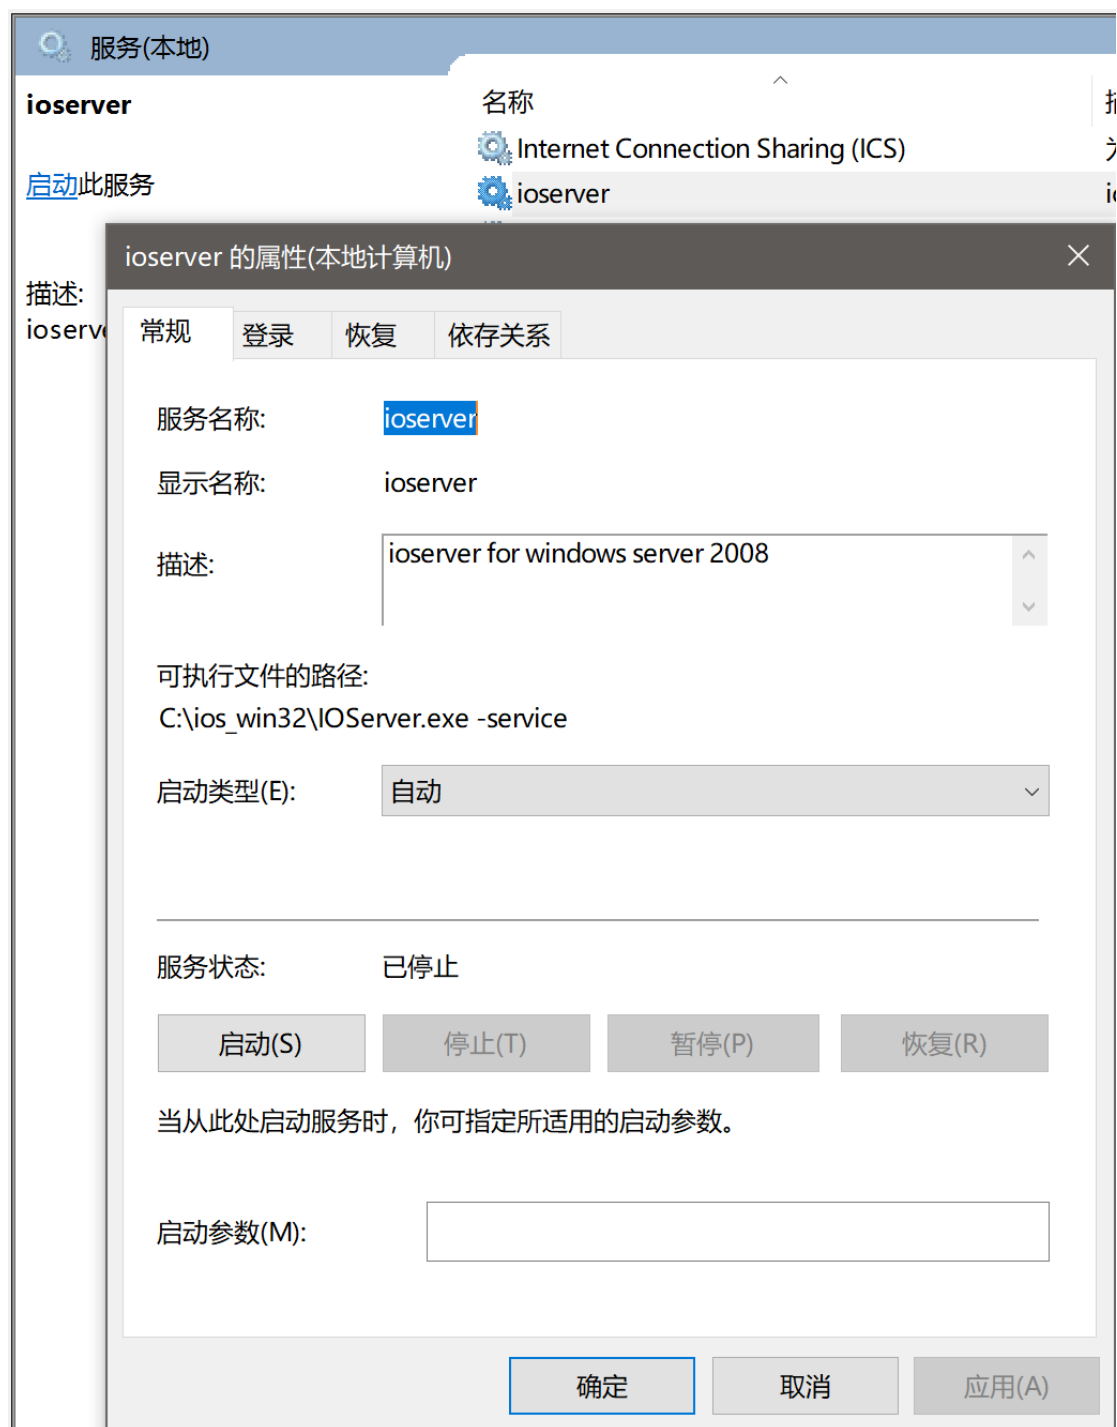 服务(本地)
ioserver
名称
Internet Connection Sharing (ICS)
启动此服务
ioserver
ioserver 的属性(本地计算机)
描述:
常规
登录
恢复
依存关系
服务名称:
ioserver
显示名称:
ioserver
描述:
ioserver for windows server 2008
可执行文件的路径:
C:\ios_win32\IOServer.exe -service
启动类型(E):
自动
服务状态:
已停止
启动(S)
停止(T)
暂停(P)
恢复(R)
当从此处启动服务时，你可指定所适用的启动参数。
启动参数(M):
确定
取消
应用(A)